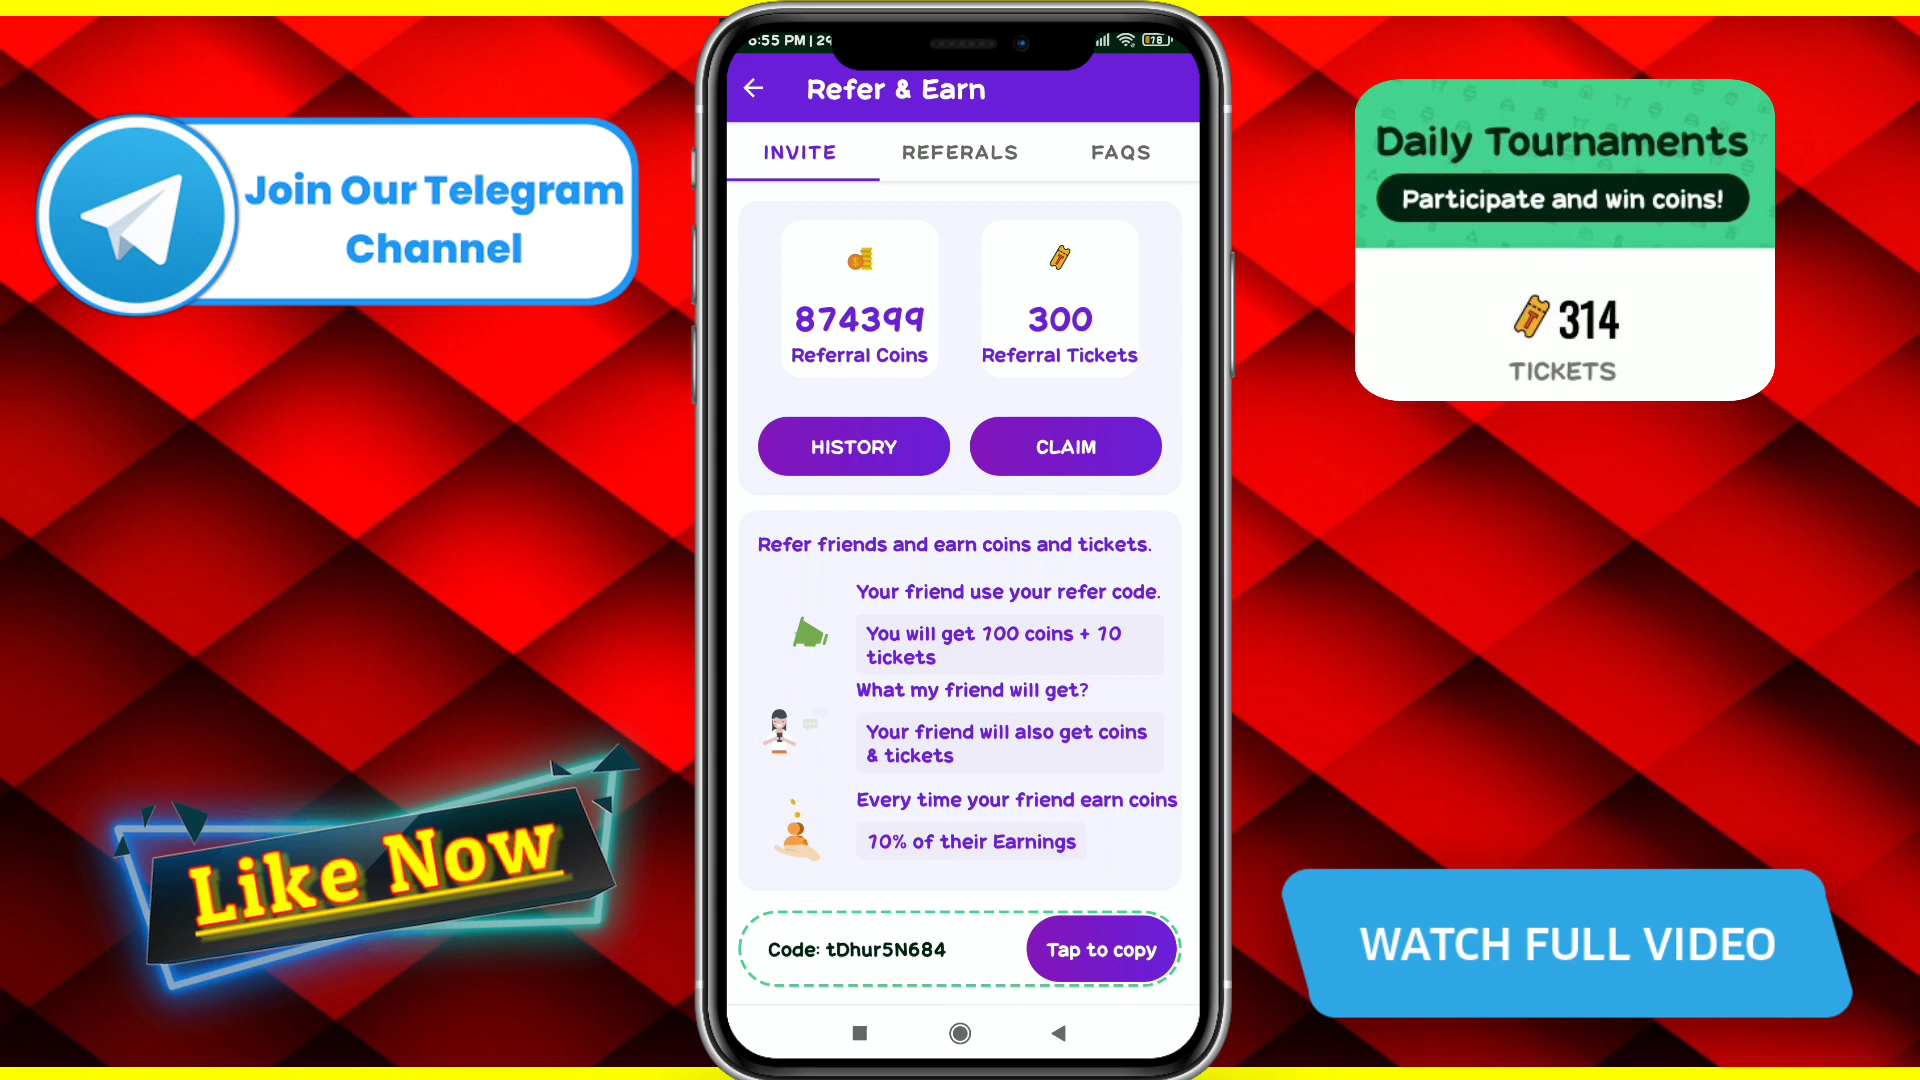 6:55 PM | 29
78
Refer & Earn
INVITE
REFERALS
FAQS
874399
Referral Coins
300
Referral Tickets
HISTORY
CLAIM
Refer friends and earn coins and tickets.
Your friend use your refer code.
You will get 100 coins + 10
tickets
What my friend will get?
Your friend will also get coins
& tickets
Every time your friend earn coins
10% of their Earnings
Code: tDhur5N684
Tap to copy
Join Our Telegram
Channel
Like Now
Daily Tournaments
Participate and win coins!
T 314
TICKETS
WATCH FULL VIDEO